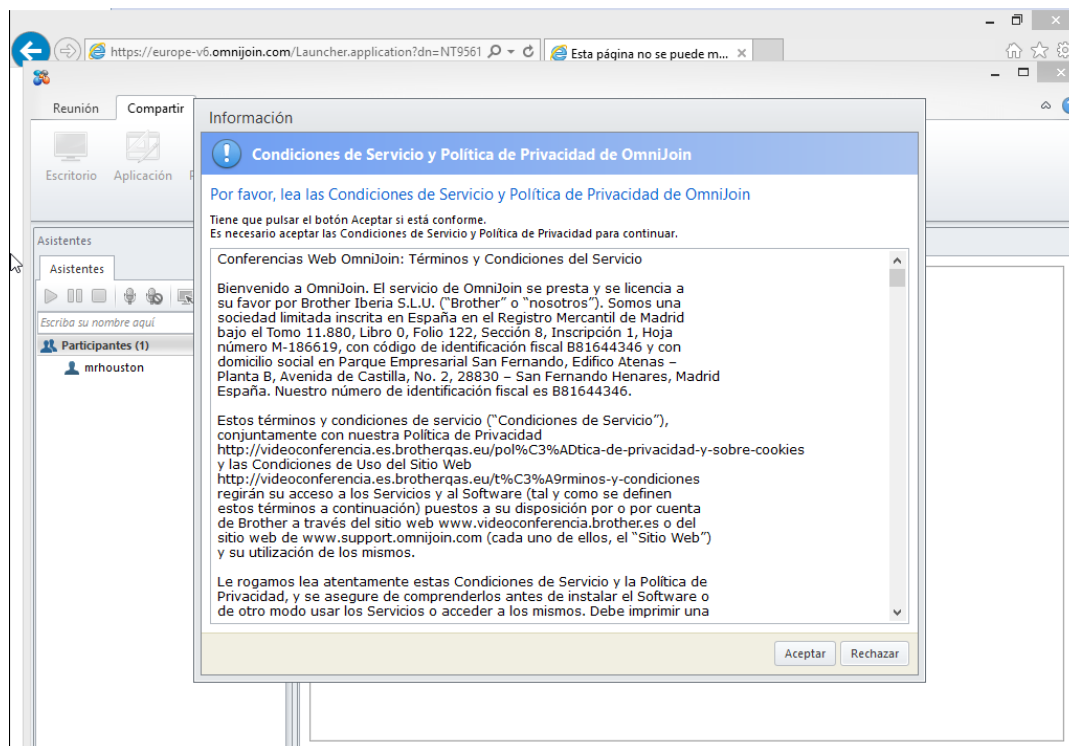 https://europe-v6.omnijoin.com/Launcher.application?dn=NT9561
Esta página no se puede m...
Reunión
Compartir
Escritorio
Aplicación
Información
Condiciones de Servicio y Política de Privacidad de OmniJoin
Por favor, lea las Condiciones de Servicio y Política de Privacidad de OmniJoin
Tiene que pulsar el botón Aceptar si está conforme.
Es necesario aceptar las Condiciones de Servicio y Política de Privacidad para continuar.
Conferencias Web OmniJoin: Términos y Condiciones del Servicio
Bienvenido a OmniJoin. El servicio de OmniJoin se presta y se licencia a
su favor por Brother Iberia S.L.U. (“Brother” o “nosotros”). Somos una
sociedad limitada inscrita en España en el Registro Mercantil de Madrid
bajo el Tomo 11.880, Libro 0, Folio 122, Sección 8, Inscripción 1, Hoja
número M-186619, con código de identificación fiscal B81644346 y con
domicilio social en Parque Empresarial San Fernando, Edifico Atenas –
Planta B, Avenida de Castilla, No. 2, 28830 – San Fernando Henares, Madrid
España. Nuestro número de identificación fiscal es B81644346.
Estos términos y condiciones de servicio (“Condiciones de Servicio”),
conjuntamente con nuestra Política de Privacidad
http://videoconferencia.es.brotherqas.eu/pol%C3%ADtica-de-privacidad-y-sobre-cookies
y las Condiciones de Uso del Sitio Web
http://videoconferencia.es.brotherqas.eu/t%C3%A9rminos-y-condiciones
regirán su acceso a los Servicios y al Software (tal y como se definen
estos términos a continuación) puestos a su disposición por o por cuenta
de Brother a través del sitio web www.videoconferencia.brother.es o del
sitio web de www.support.omnijoin.com (cada uno de ellos, el “Sitio Web”)
y su utilización de los mismos.
Le rogamos lea atentamente estas Condiciones de Servicio y la Política de
Privacidad, y se asegure de comprenderlos antes de instalar el Software o
de otro modo usar los Servicios o acceder a los mismos. Debe imprimir una
Aceptar
Rechazar
Asistentes
Asistentes
Escriba su nombre aquí
Participantes (1)
mrhouston